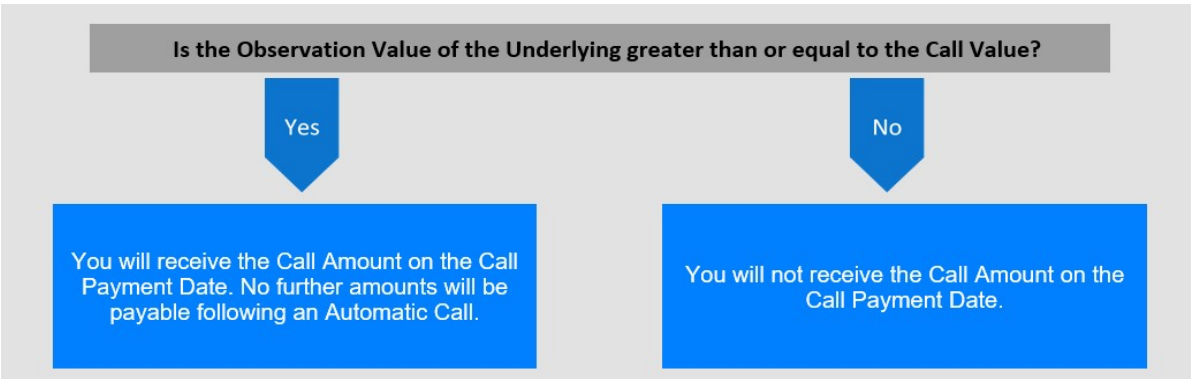 Is the Observation Value of the Underlying greater than or equal to the Call Value?
Yes
No
You will receive the Call Amount on the Call
Payment Date. No further amounts will be
payable following an Automatic Call.
You will not receive the Call Amount on the
Call Payment Date.